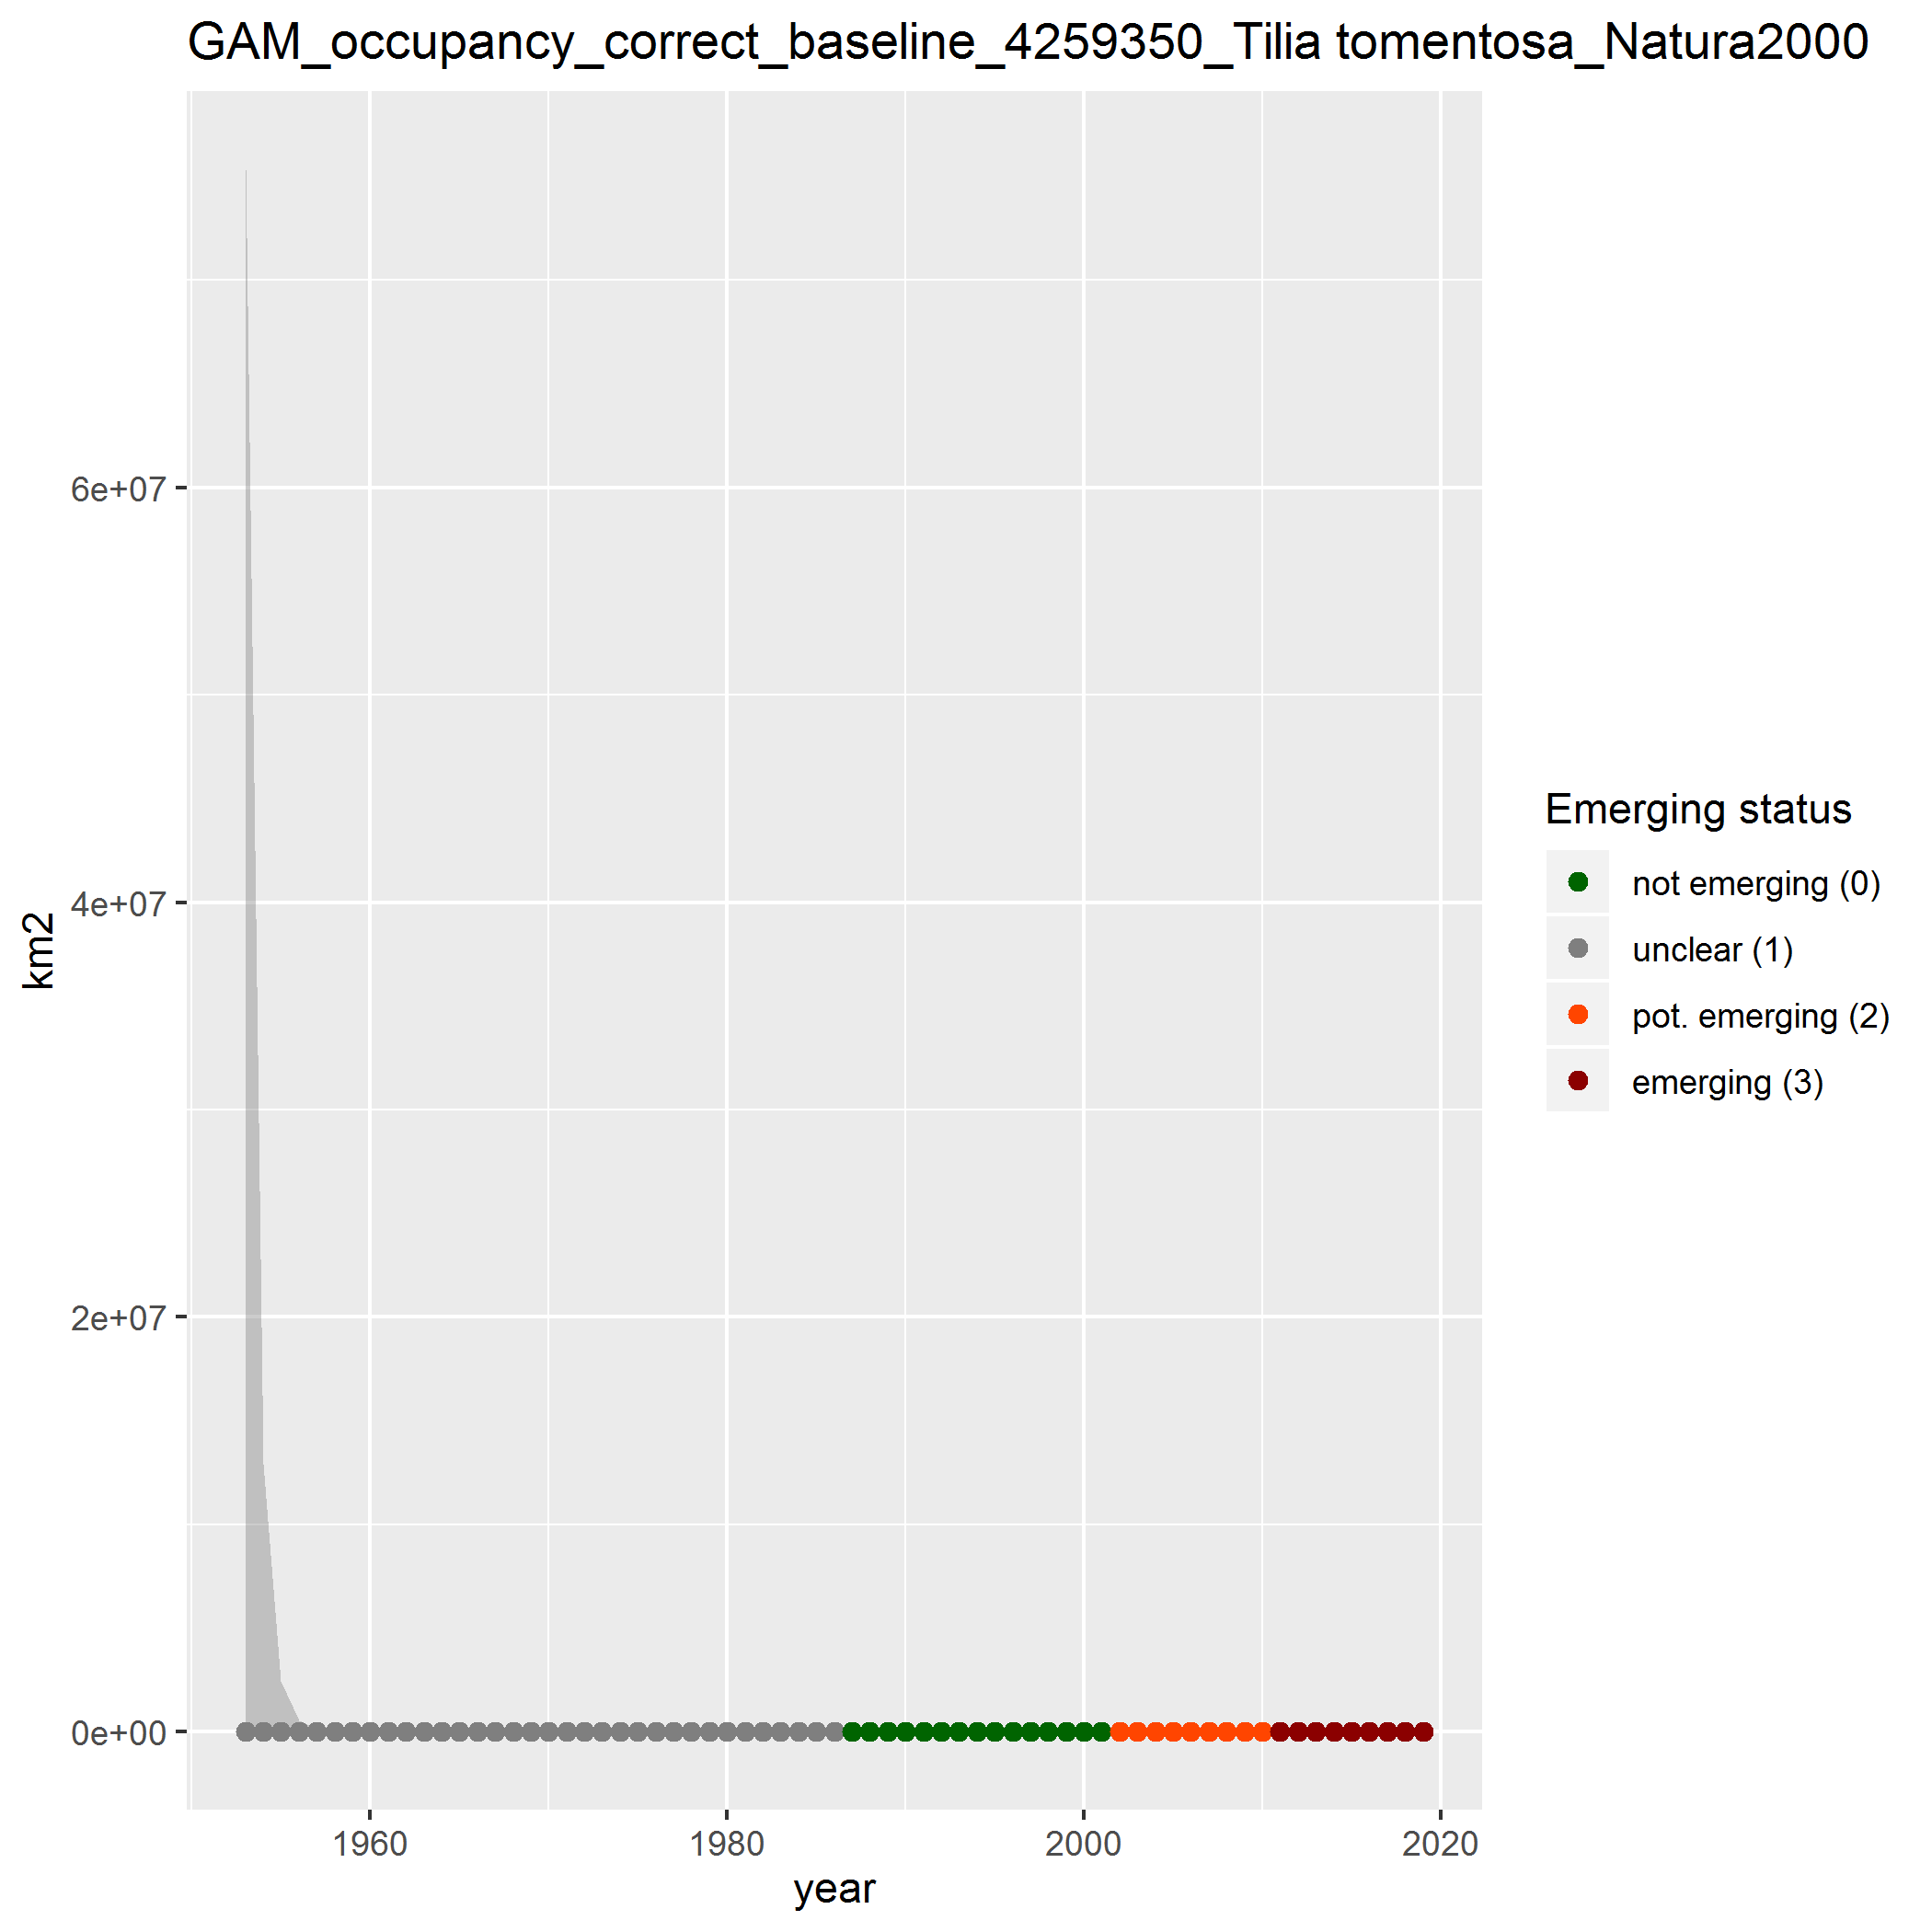 GAM_occupancy_correct_baseline_4259350_Tilia tomentosa_Natura2000
km2
6e+07
4e+07
2e+07
0e+00
1960
1980
2000
2020
year
Emerging status
not emerging (0)
unclear (1)
pot. emerging (2)
emerging (3)